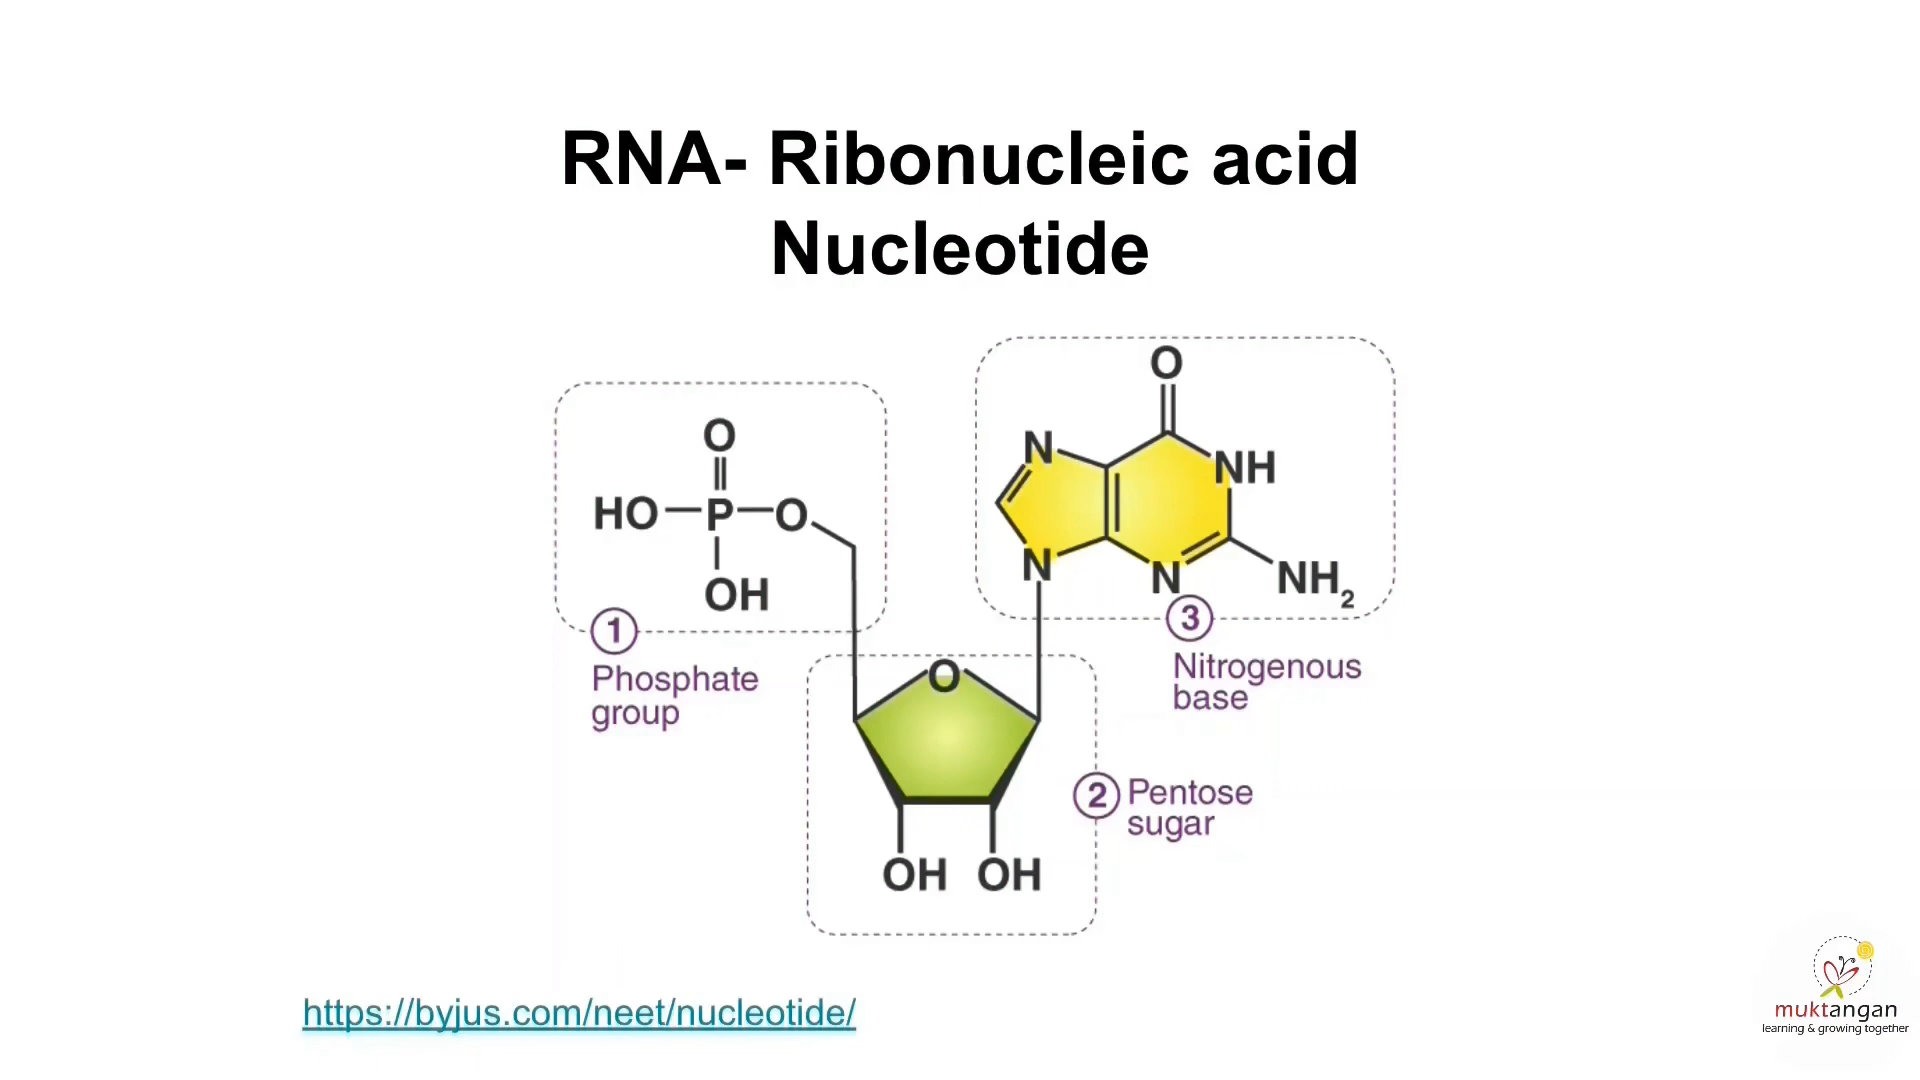 RNA- Ribonucleic acid
Nucleotide
O
HO P O
OH
1
Phosphate
group
O
N
NH
N
N
NH2
3
Nitrogenous
base
O
OH OH
2
Pentose
sugar
https://byjus.com/neet/nucleotide/
muktangan
learning & growing together